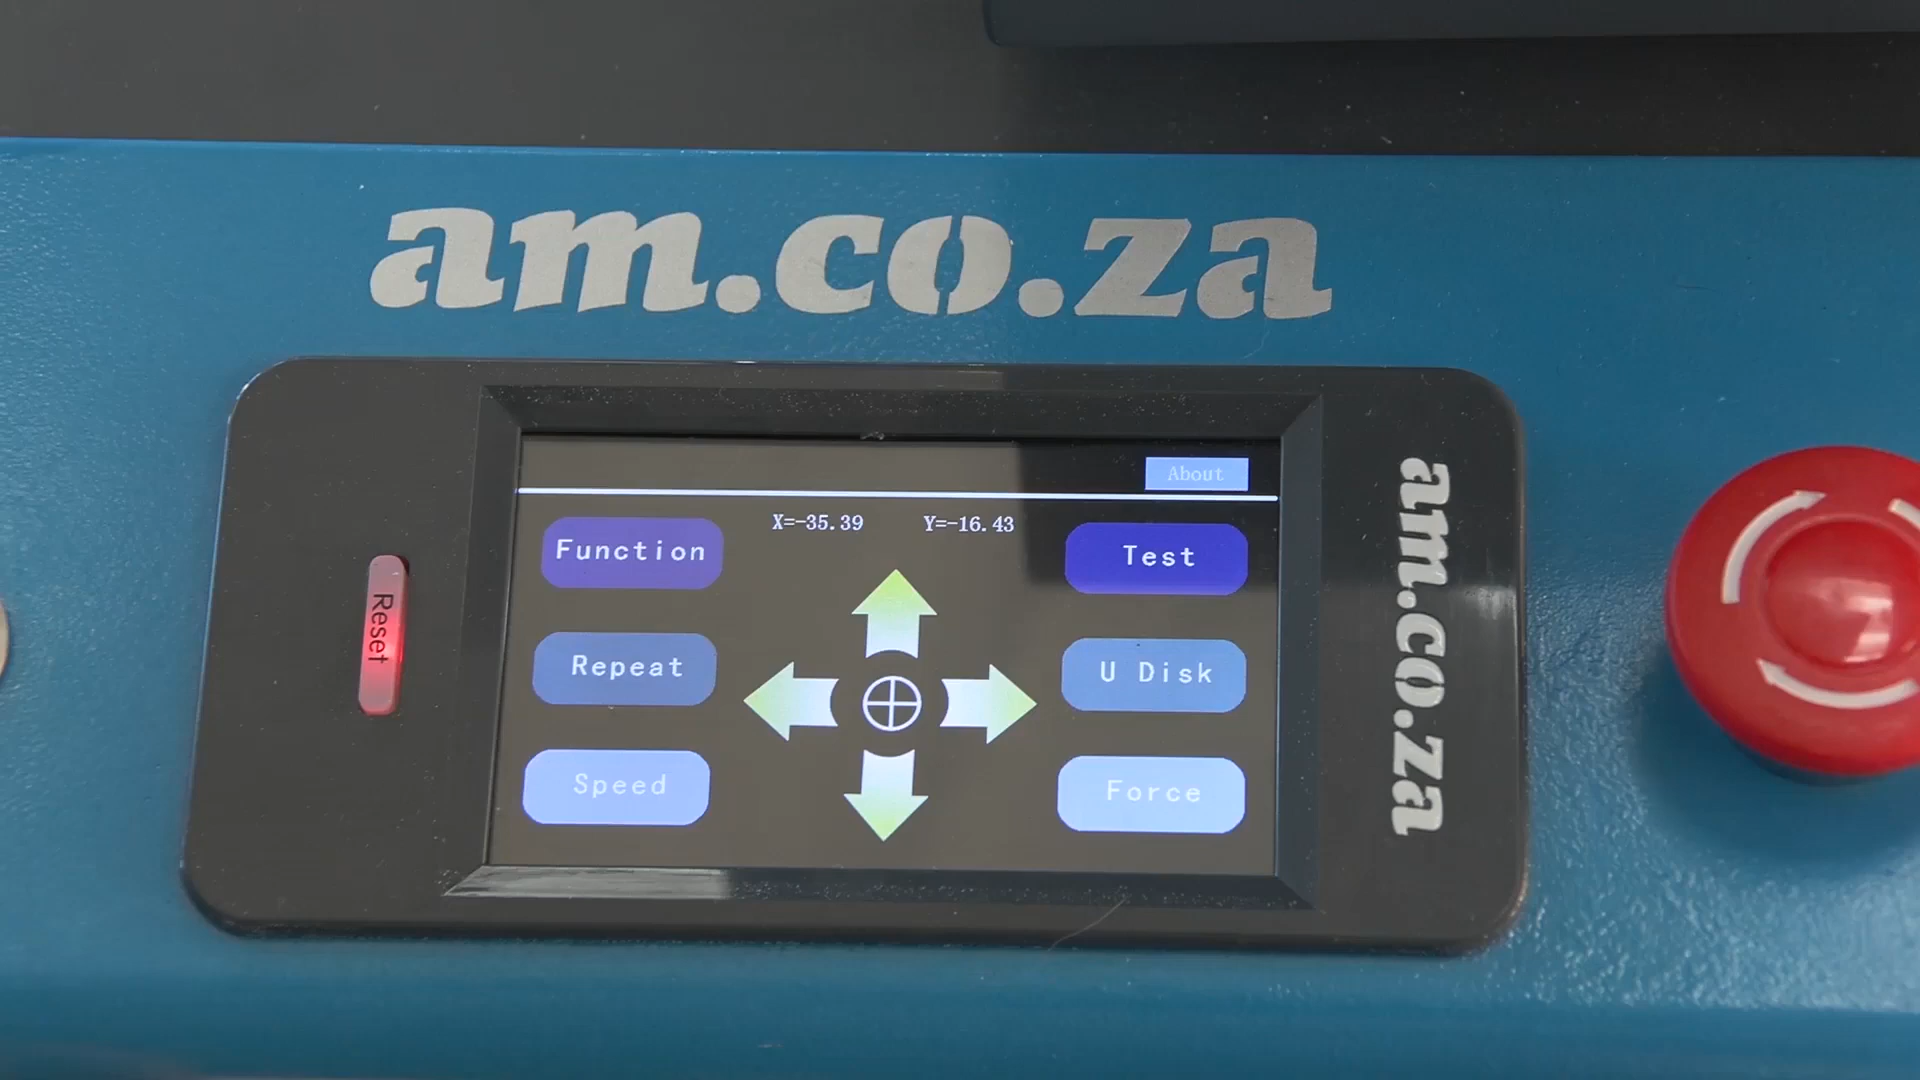 am.co.za
About
X=-35.39 Y=-16.43
Function
Test
Reset
Repeat
U Disk
Speed
Force
am.co.za